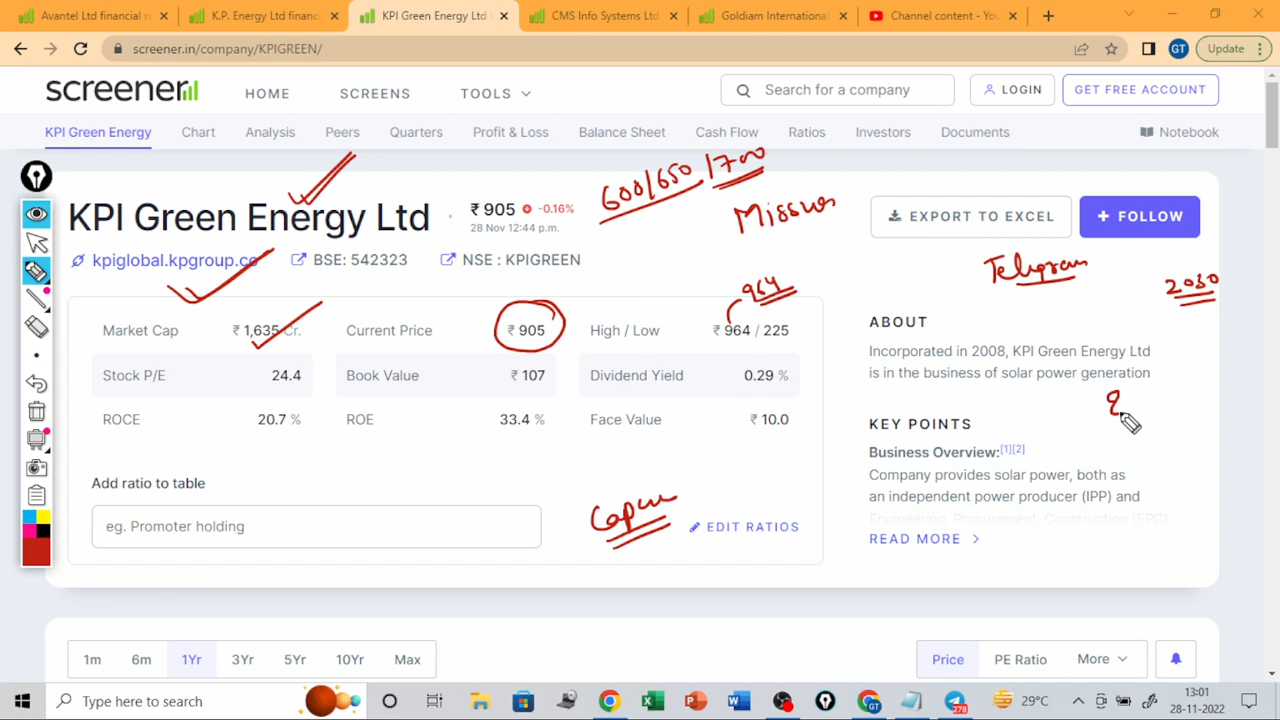 Avantel Ltd financial r
K.P. Energy Ltd financ
KPI Green Energy Ltd
CMS Info Systems Ltd
Goldiam International
Channel content - You
screener.in/company/KPIGREEN/
GT
Update
screener
HOME
SCREENS
TOOLS
Search for a company
LOGIN
GET FREE ACCOUNT
KPI Green Energy
Chart
Analysis
Peers
Quarters
Profit & Loss
Balance Sheet
Cash Flow
Ratios
Investors
Documents
Notebook
600/650/700
KPI Green Energy Ltd
₹ 905
-0.16%
28 Nov 12:44 p.m.
EXPORT TO EXCEL
+ FOLLOW
kpiglobal.kpgroup.co
BSE: 542323
NSE : KPIGREEN
Telegram
2030
964
Market Cap
₹ 1,635 Cr.
Current Price
₹ 905
High / Low
₹ 964 / 225
Stock P/E
24.4
Book Value
₹ 107
Dividend Yield
0.29 %
ROCE
20.7 %
ROE
33.4 %
Face Value
₹ 10.0
ABOUT
Incorporated in 2008, KPI Green Energy Ltd
is in the business of solar power generation
KEY POINTS
Business Overview:[1][2]
Company provides solar power, both as
an independent power producer (IPP) and
Engineering, Procurement, Construction (EPC)
READ MORE
Add ratio to table
eg. Promoter holding
EDIT RATIOS
1m
6m
1Yr
3Yr
5Yr
10Yr
Max
Price
PE Ratio
More
Type here to search
GT
278
29°C
13:01
28-11-2022